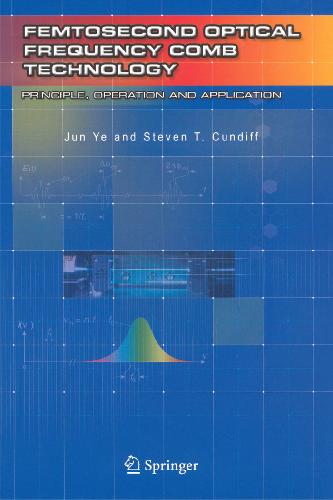 FEMTOSECOND OPTICAL
FREQUENCY COMB
TECHNOLOGY
PRINCIPLE, OPERATION AND APPLICATION
Jun Ye and Steven T. Cundiff
E(t)
t
I(ν)
ν
Springer